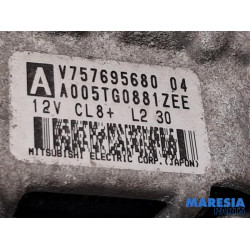 A V757695680 04
A005TG0881ZEE
12V CL8+ L2 30
MITSUBISHI ELECTRIC CORP.(JAPAN)
MARESIA